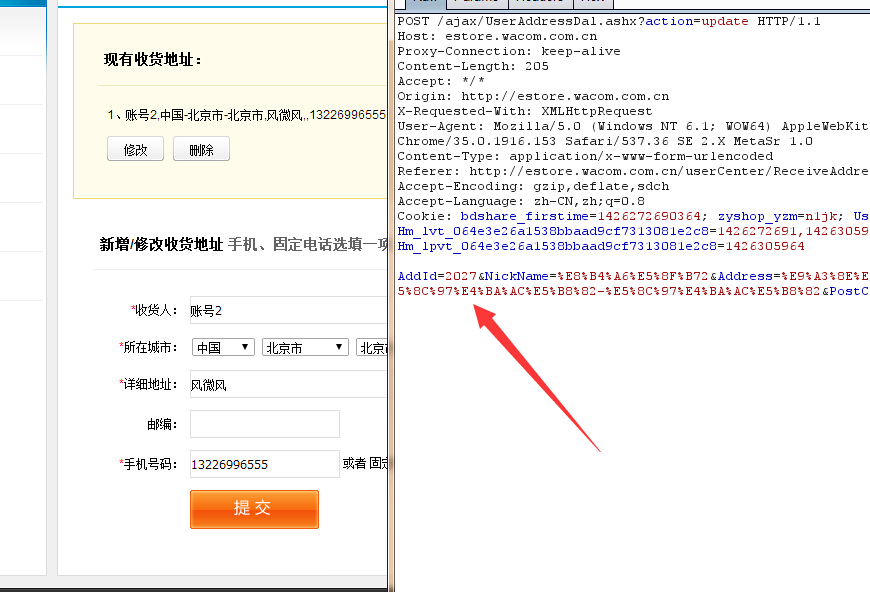 现有收货地址：
1、账号2,中国-北京市-北京市,风微风,,13226996555
修改 删除
新增/修改收货地址 手机、固定电话选填一项
*收货人： 账号2
*所在城市： 中国 北京市
*详细地址： 风微风
邮编：
*手机号码： 13226996555 或者 固定
提 交
POST /ajax/UserAddressDal.ashx?action=update HTTP/1.1
Host: estore.wacom.com.cn
Proxy-Connection: keep-alive
Content-Length: 205
Accept: */*
Origin: http://estore.wacom.com.cn
X-Requested-With: XMLHttpRequest
User-Agent: Mozilla/5.0 (Windows NT 6.1; WOW64) AppleWebKit
Chrome/35.0.1916.153 Safari/537.36 SE 2.X MetaSr 1.0
Content-Type: application/x-www-form-urlencoded
Referer: http://estore.wacom.com.cn/userCenter/ReceiveAddre
Accept-Encoding: gzip,deflate,sdch
Accept-Language: zh-CN,zh;q=0.8
Cookie: bdshare_firstime=1426272690364; zyshop_yzm=n1jk; Us
Hm_lvt_064e3e26a1538bbaad9cf7313081e2c8=1426272691,14263059
Hm_lpvt_064e3e26a1538bbaad9cf7313081e2c8=1426305964
AddId=2027&NickName=%E8%B4%A6%E5%8F%B72&Address=%E9%A3%8E%E
5%8C%97%E4%BA%AC%E5%B8%82-%E5%8C%97%E4%BA%AC%E5%B8%82&PostC